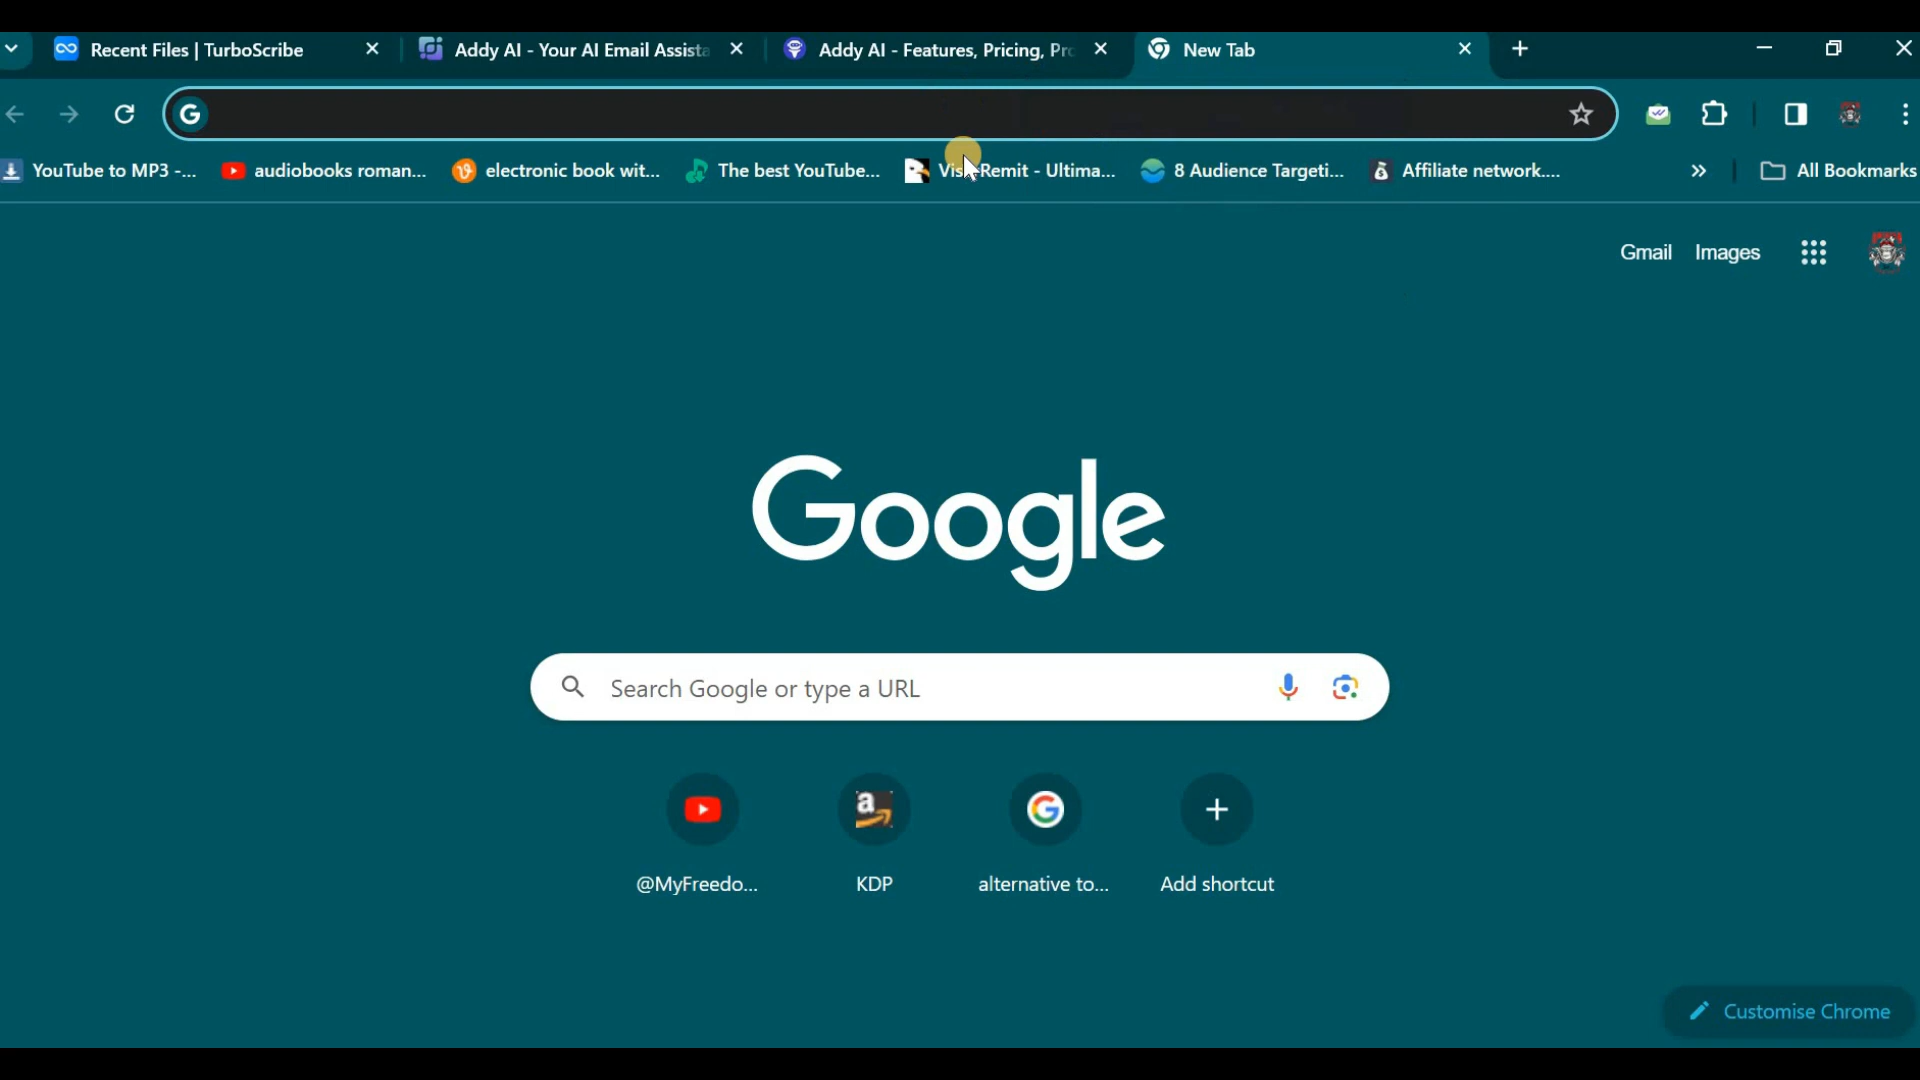 Recent Files | TurboScribe
Addy AI - Your AI Email Assista
Addy AI - Features, Pricing, Pro
New Tab
YouTube to MP3 -...
audiobooks roman...
electronic book wit...
The best YouTube...
Remit - Ultima...
8 Audience Targeti...
Affiliate network....
All Bookmarks
Gmail
Images
Google
Search Google or type a URL
@MyFreedo...
KDP
alternative to...
Add shortcut
Customise Chrome